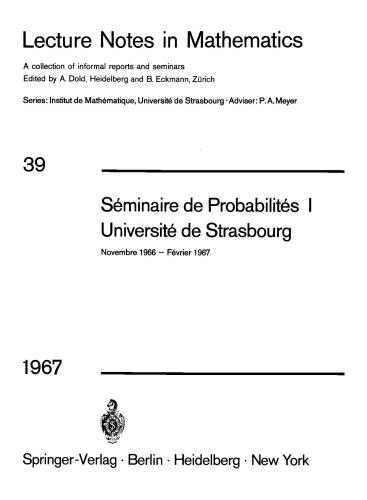 Lecture Notes in Mathematics
A collection of informal reports and seminars
Edited by A. Dold, Heidelberg and B. Eckmann, Zürich
Series: Institut de Mathématique, Université de Strasbourg · Adviser: P. A. Meyer
39
Séminaire de Probabilités I
Université de Strasbourg
Novembre 1966 – Février 1967
1967
Springer-Verlag · Berlin · Heidelberg · New York